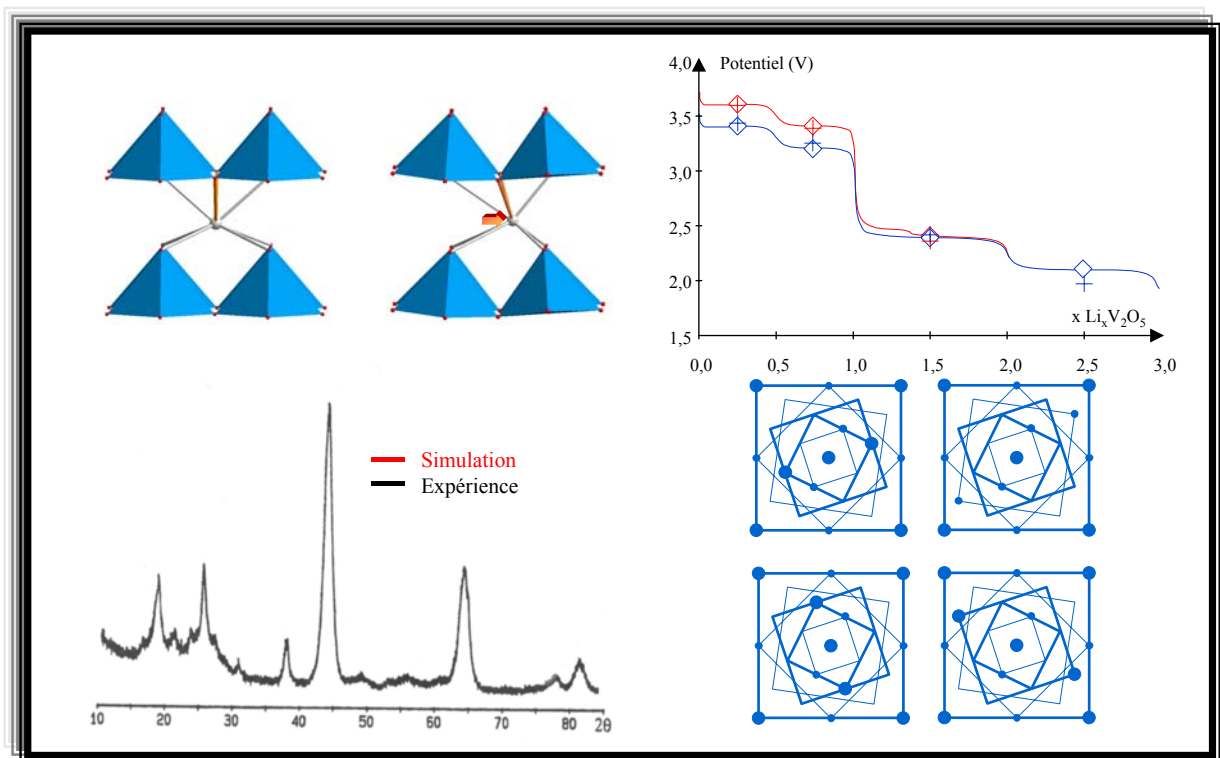 4,0 Potentiel (V)
3,5
3,0
2,5
2,0
1,5
x LiₓV₂O₅
0,0 0,5 1,0 1,5 2,0 2,5 3,0
Simulation
Expérience
10 20 30 40 50 60 70 80 2θ